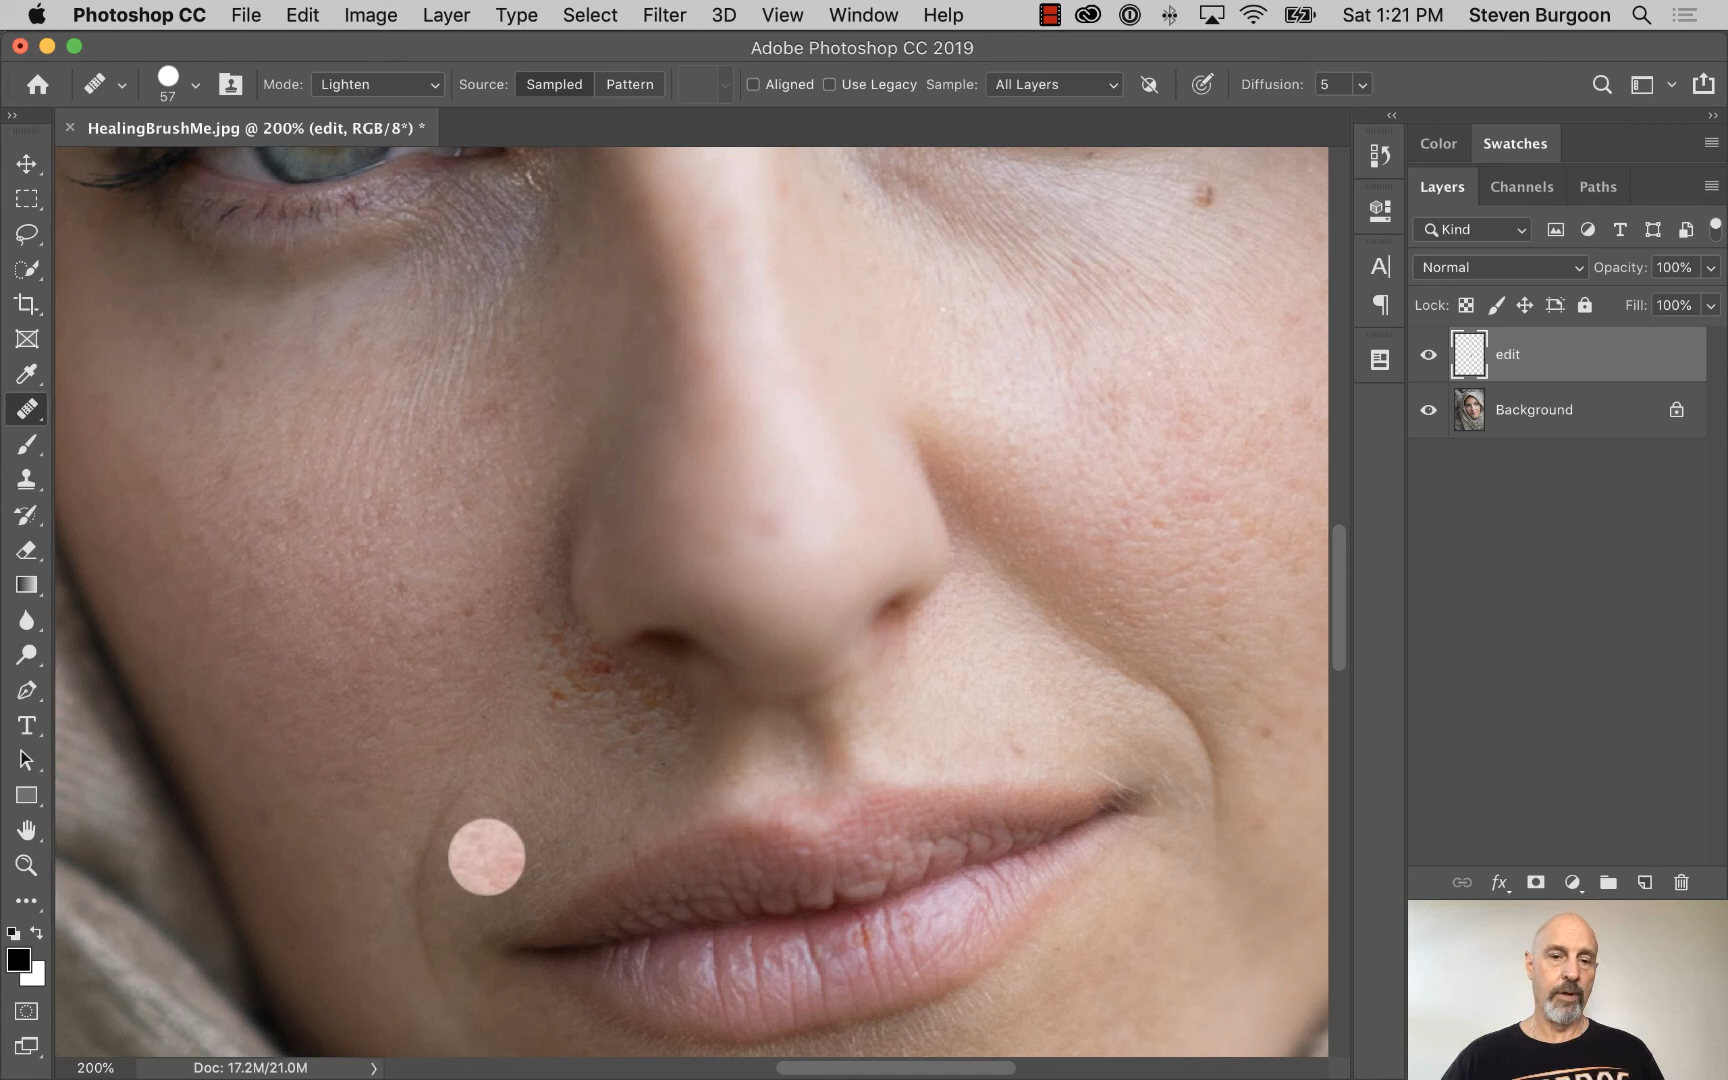 Photoshop CC File Edit Image Layer Type Select Filter 3D View Window Help Sat 1:21 PM Steven Burgoon
Adobe Photoshop CC 2019
57 Mode: Lighten Source: Sampled Pattern Aligned Use Legacy Sample: All Layers Diffusion: 5
HealingBrushMe.jpg @ 200% (edit, RGB/8*) *
Color Swatches
Layers Channels Paths
Kind
Normal Opacity: 100%
Lock: Fill: 100%
edit
Background
fx
200% Doc: 17.2M/21.0M